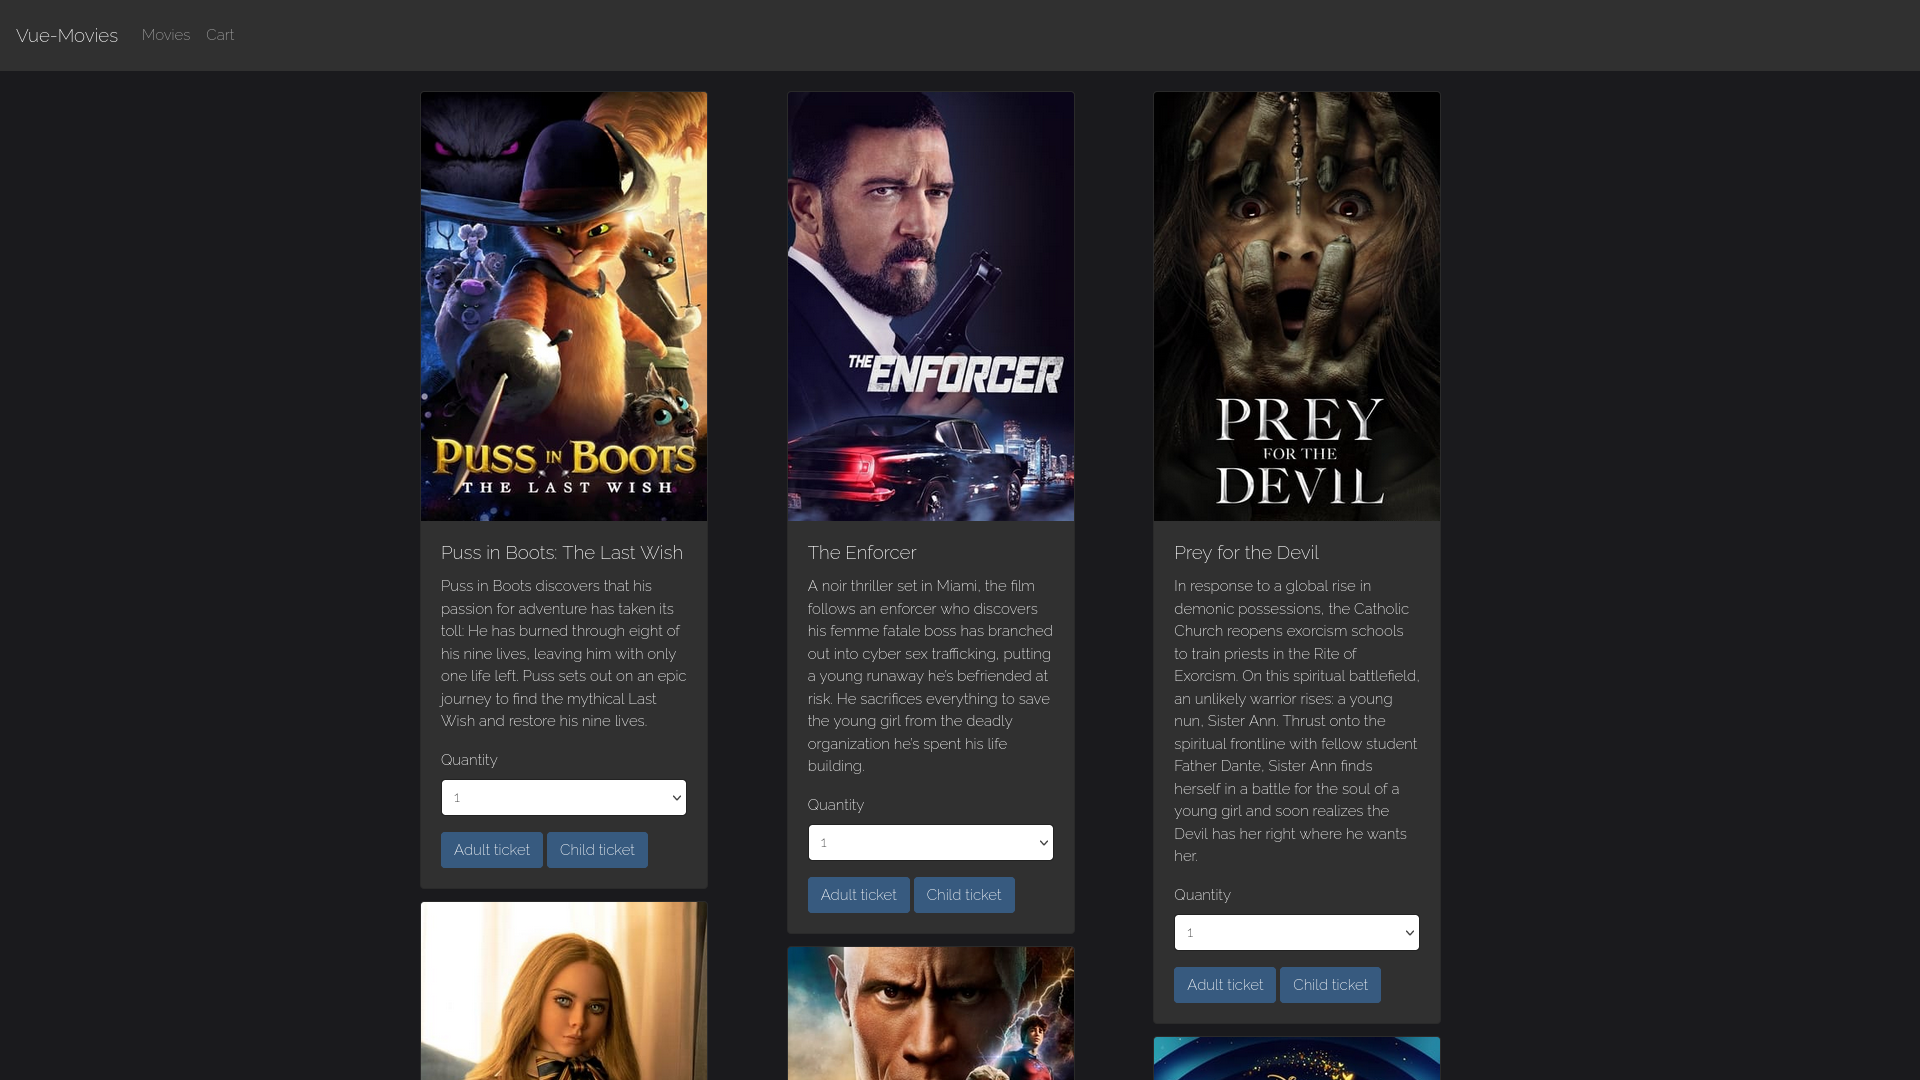 Vue-Movies
Movies
Cart
PUSS IN BOOTS
THE LAST WISH
Puss in Boots: The Last Wish
Puss in Boots discovers that his
passion for adventure has taken its
toll: He has burned through eight of
his nine lives, leaving him with only
one life left. Puss sets out on an epic
journey to find the mythical Last
Wish and restore his nine lives.
Quantity
1
Adult ticket
Child ticket
THE ENFORCER
The Enforcer
A noir thriller set in Miami, the film
follows an enforcer who discovers
his femme fatale boss has branched
out into cyber sex trafficking, putting
a young runaway he's befriended at
risk. He sacrifices everything to save
the young girl from the deadly
organization he's spent his life
building.
Quantity
1
Adult ticket
Child ticket
PREY
FOR THE
DEVIL
Prey for the Devil
In response to a global rise in
demonic possessions, the Catholic
Church reopens exorcism schools
to train priests in the Rite of
Exorcism. On this spiritual battlefield,
an unlikely warrior rises: a young
nun, Sister Ann. Thrust onto the
spiritual frontline with fellow student
Father Dante, Sister Ann finds
herself in a battle for the soul of a
young girl and soon realizes the
Devil has her right where he wants
her.
Quantity
1
Adult ticket
Child ticket